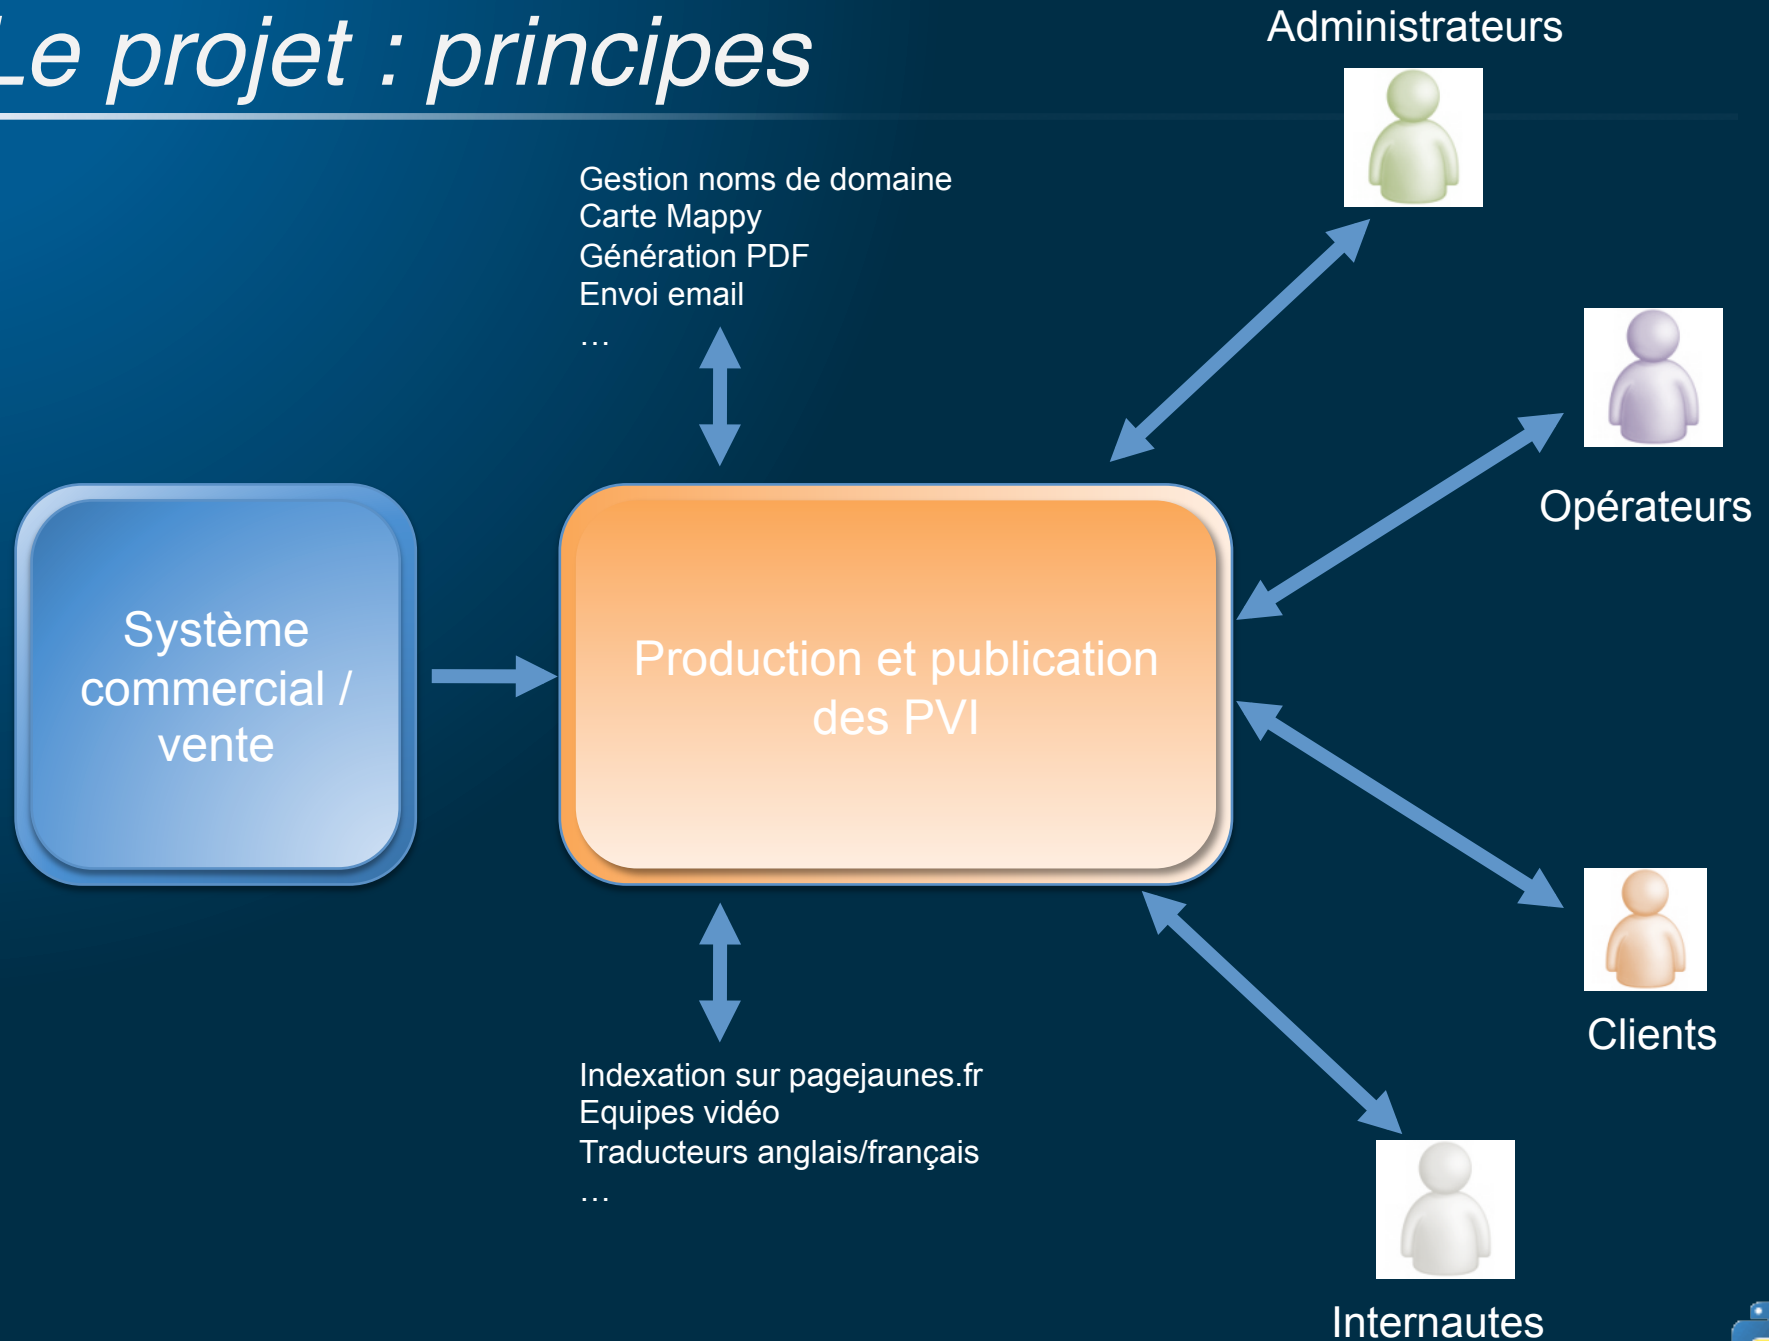 Le projet : principes
Administrateurs
Gestion noms de domaine
Carte Mappy
Génération PDF
Envoi email
…
Opérateurs
Système
commercial /
vente
Production et publication
des PVI
Clients
Indexation sur pagejaunes.fr
Equipes vidéo
Traducteurs anglais/français
…
Internautes